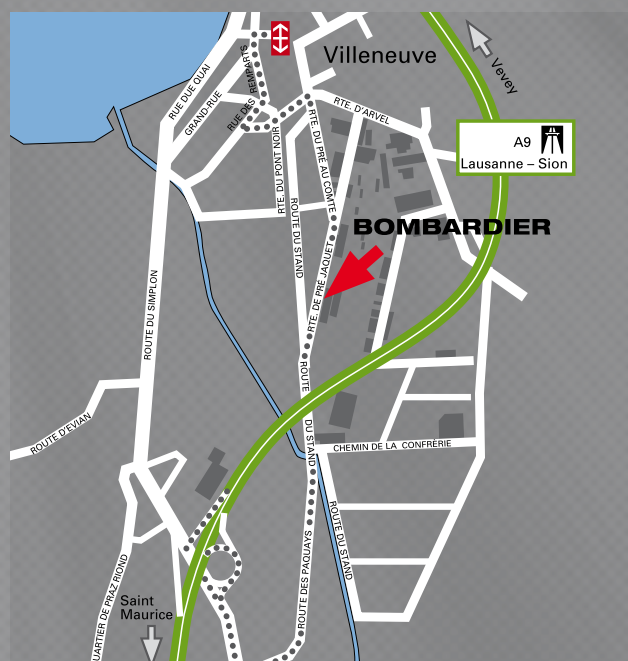 Villeneuve
Vevey
RUE DUE QUAI
GRAND-RUE
RUE DES REMPARTS
RTE. D'ARVEL
A9
Lausanne – Sion
RTE. DU PONT NOIR
RTE. DU PRÉ AU COMTE
BOMBARDIER
ROUTE DU STAND
RTE. DE PRÉ JAQUET
ROUTE DU SIMPLON
ROUTE DU STAND
ROUTE D'EVIAN
CHEMIN DE LA CONFRÉRIE
ROUTE DU STAND
ROUTE DES PAQUAYS
UARTIER DE PRAZ RIOND
Saint
Maurice